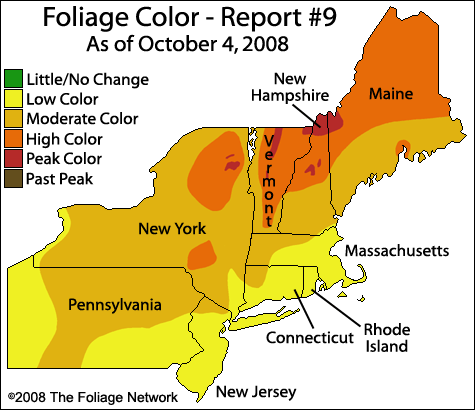 Foliage Color - Report #9
As of October 4, 2008
Little/No Change
Low Color
Moderate Color
High Color
Peak Color
Past Peak
New
Hampshire
Maine
Vermont
New York
Massachusetts
Pennsylvania
Connecticut
Rhode
Island
New Jersey
©2008 The Foliage Network